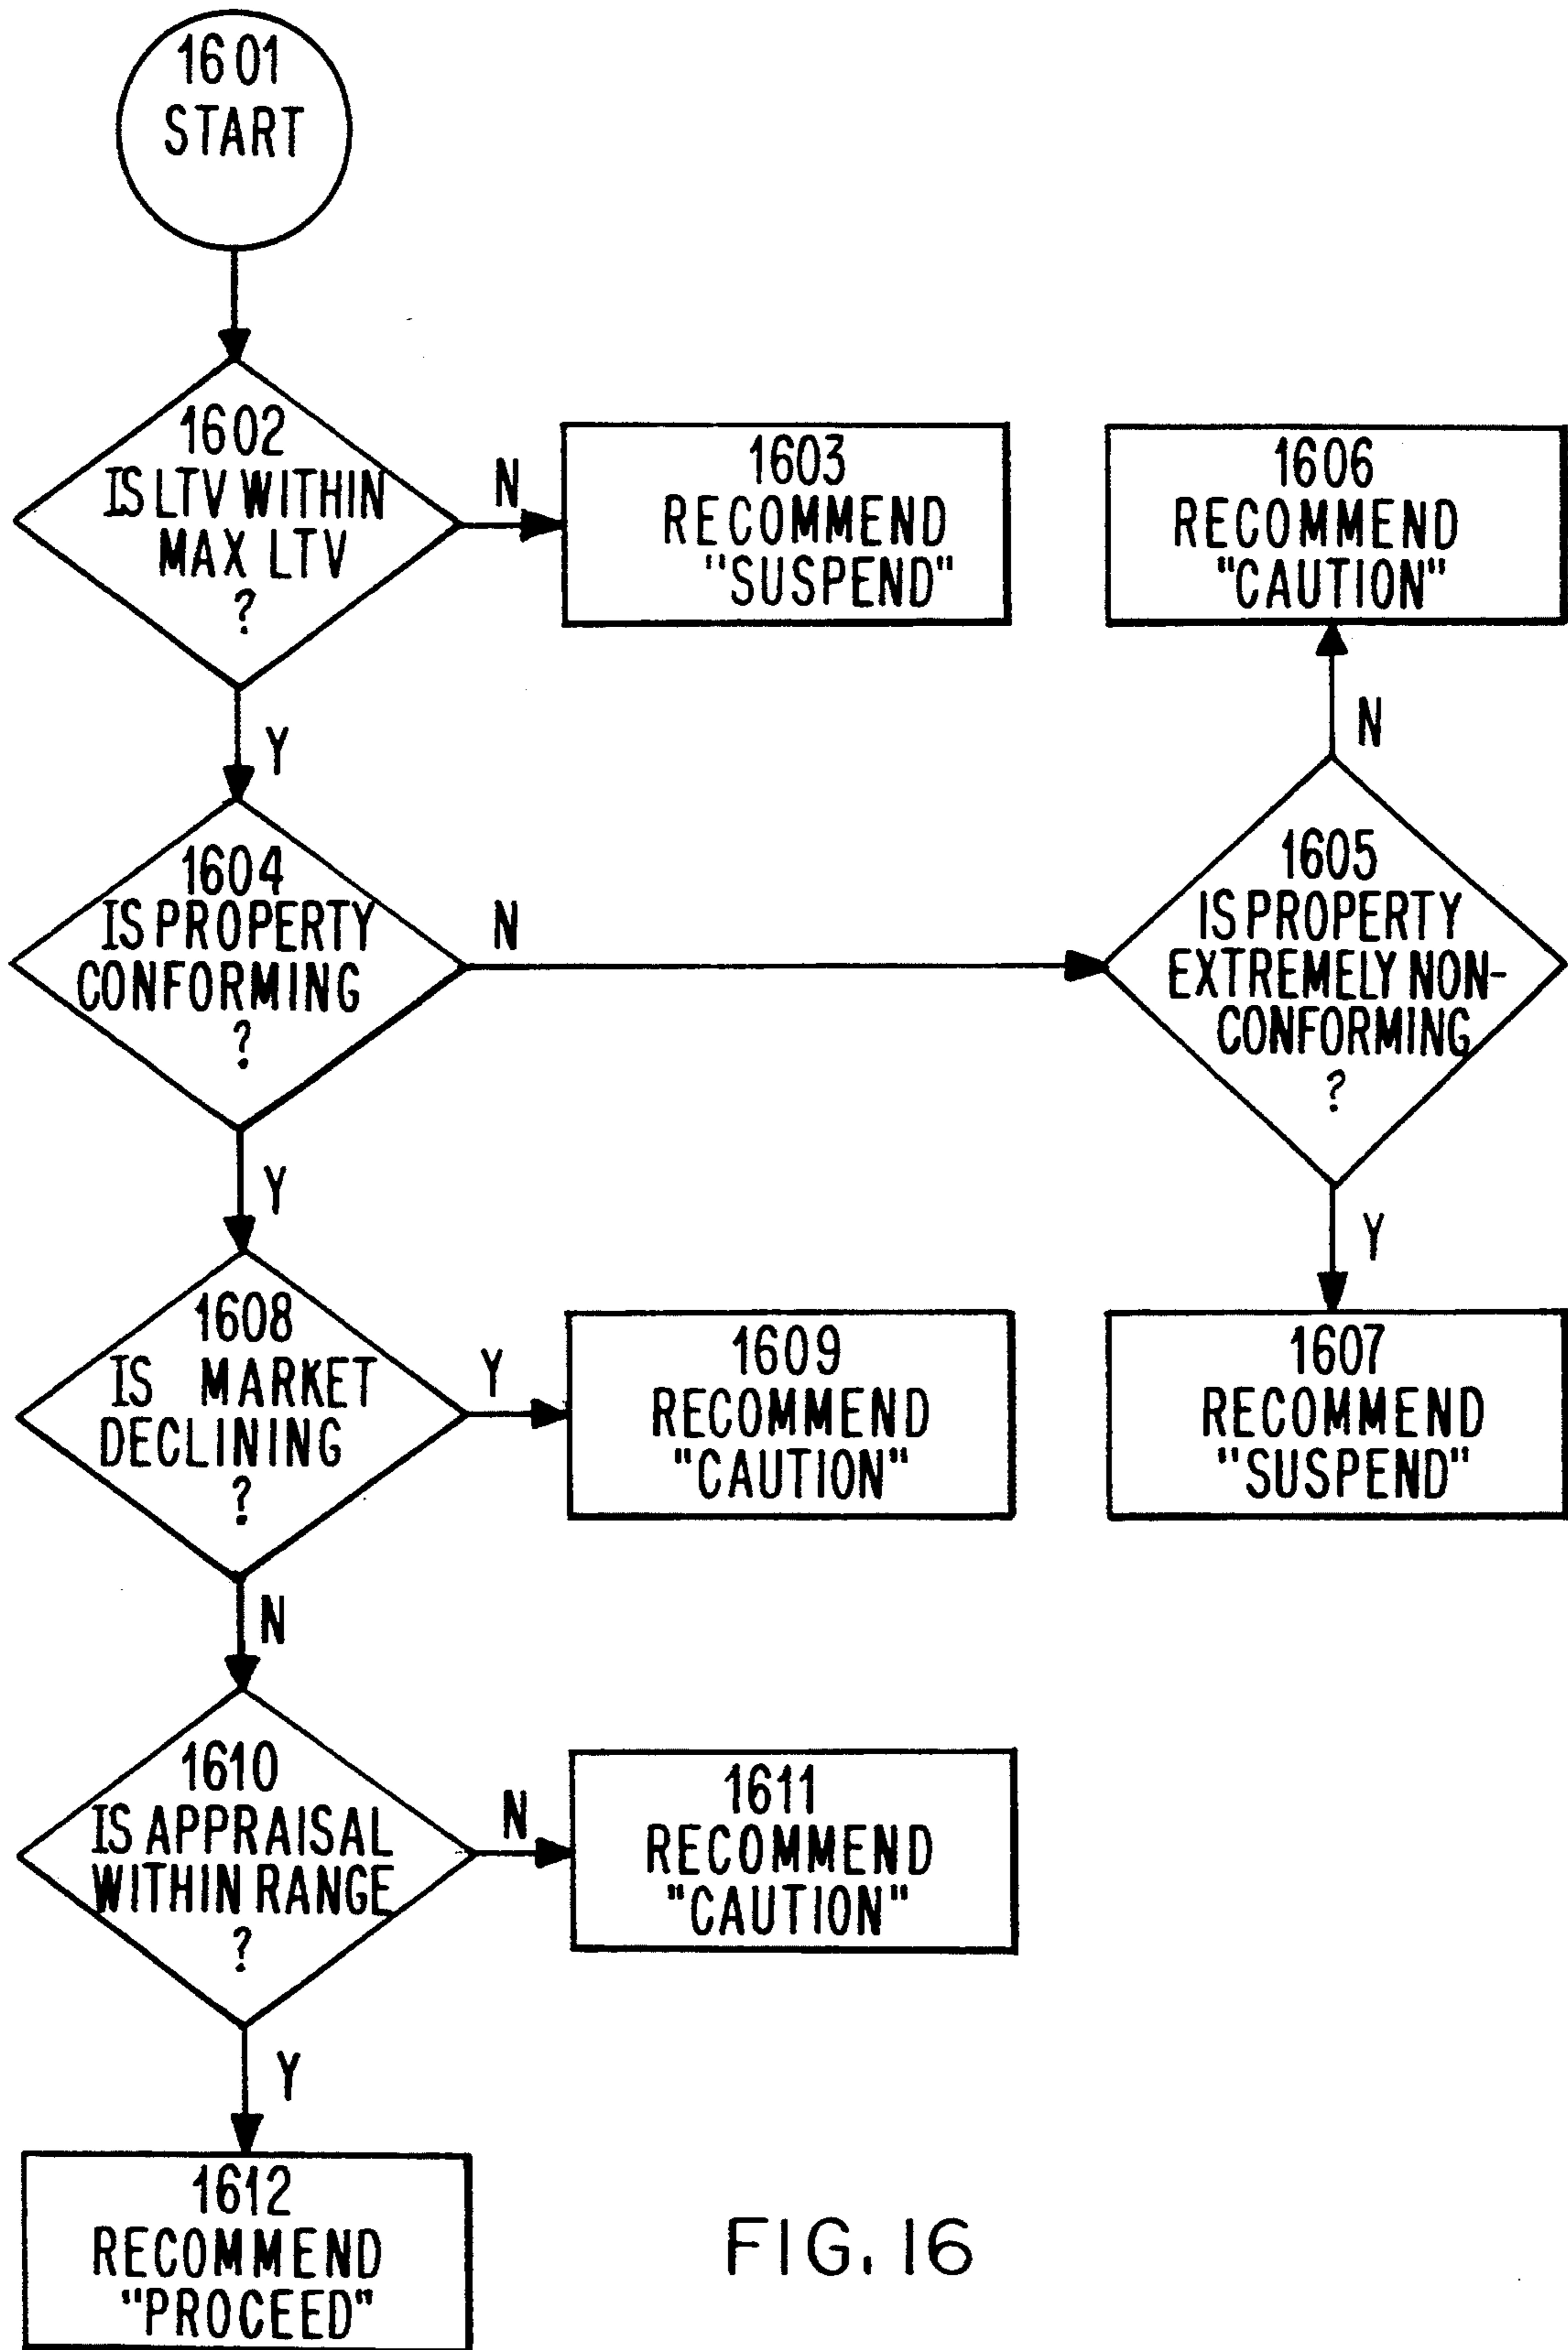 1601
START
1602
IS LTV WITHIN
MAX LTV
?
N
1603
RECOMMEND
"SUSPEND"
1606
RECOMMEND
"CAUTION"
Y
N
1604
IS PROPERTY
CONFORMING
?
N
1605
IS PROPERTY
EXTREMELY NON-
CONFORMING
?
Y
Y
1608
IS MARKET
DECLINING
?
Y
1609
RECOMMEND
"CAUTION"
1607
RECOMMEND
"SUSPEND"
N
1610
IS APPRAISAL
WITHIN RANGE
?
N
1611
RECOMMEND
"CAUTION"
Y
1612
RECOMMEND
"PROCEED"
FIG. 16